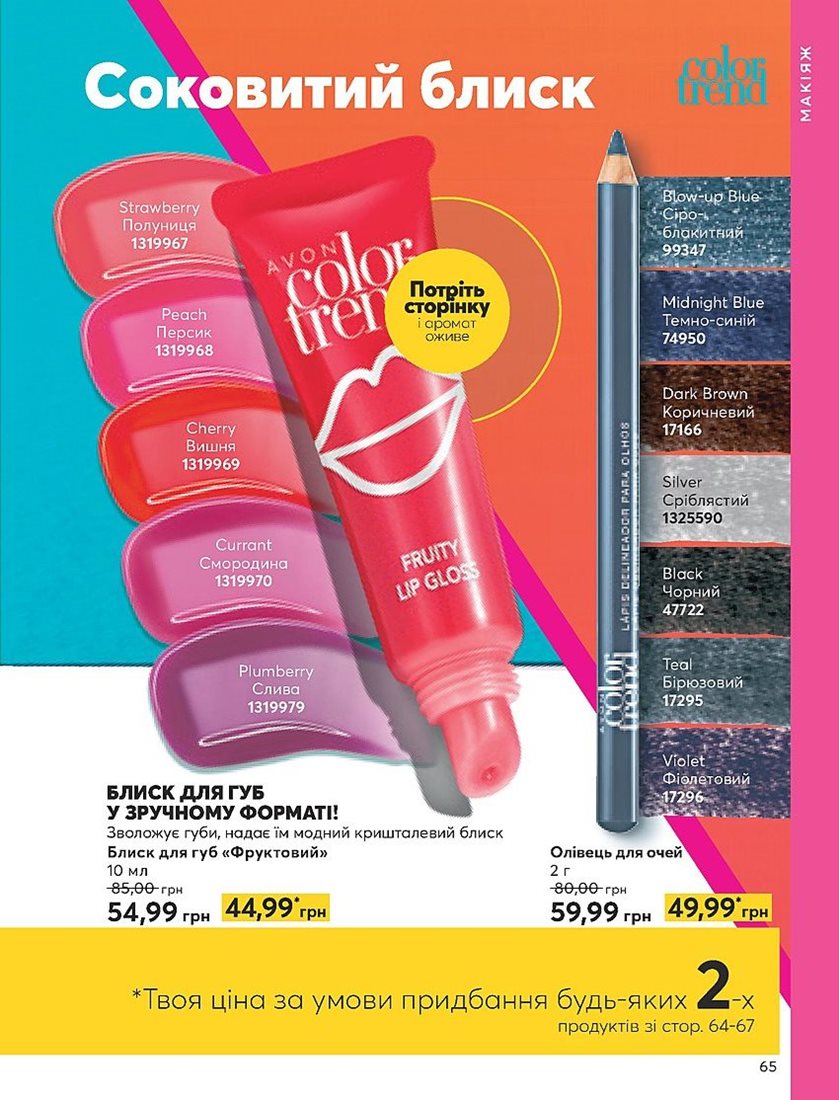 Соковитий блиск
color
trend
МАКІЯЖ
Strawberry
Полуниця
1319967
Peach
Персик
1319968
Cherry
Вишня
1319969
Currant
Смородина
1319970
Plumberry
Слива
1319979
AVON
color
trend
FRUITY
LIP GLOSS
Потріть
сторінку
і аромат
оживе
LÁPIS DELINEADOR PARA OLHOS
color
trend
Blow-up Blue
Сіро-
блакитний
99347
Midnight Blue
Темно-синій
74950
Dark Brown
Коричневий
17166
Silver
Сріблястий
1325590
Black
Чорний
47722
Teal
Бірюзовий
17295
Violet
Фіолетовий
17296
БЛИСК ДЛЯ ГУБ
У ЗРУЧНОМУ ФОРМАТІ!
Зволожує губи, надає їм модний кришталевий блиск
Блиск для губ «Фруктовий»
10 мл
85,00 грн
54,99 грн 44,99* грн
Олівець для очей
2 г
80,00 грн
59,99 грн 49,99* грн
*Твоя ціна за умови придбання будь-яких 2-х
продуктів зі стор. 64-67
65